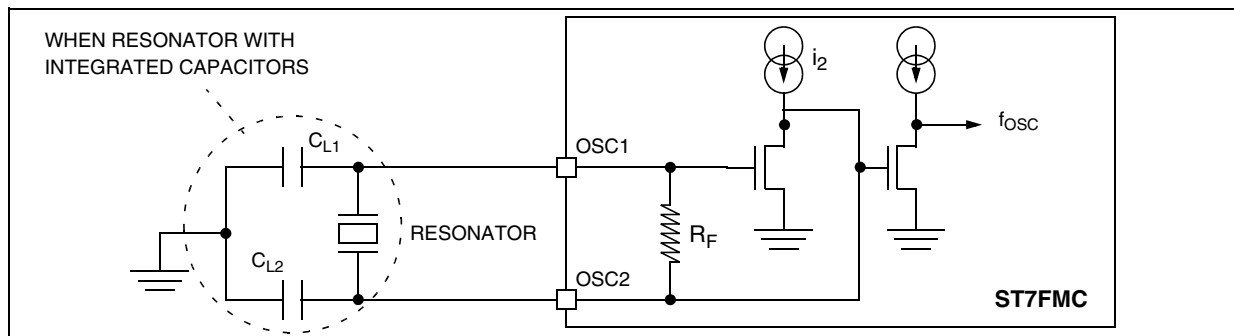 WHEN RESONATOR WITH
INTEGRATED CAPACITORS
i2
fOSC
CL1
OSC1
RESONATOR
RF
CL2
OSC2
ST7FMC